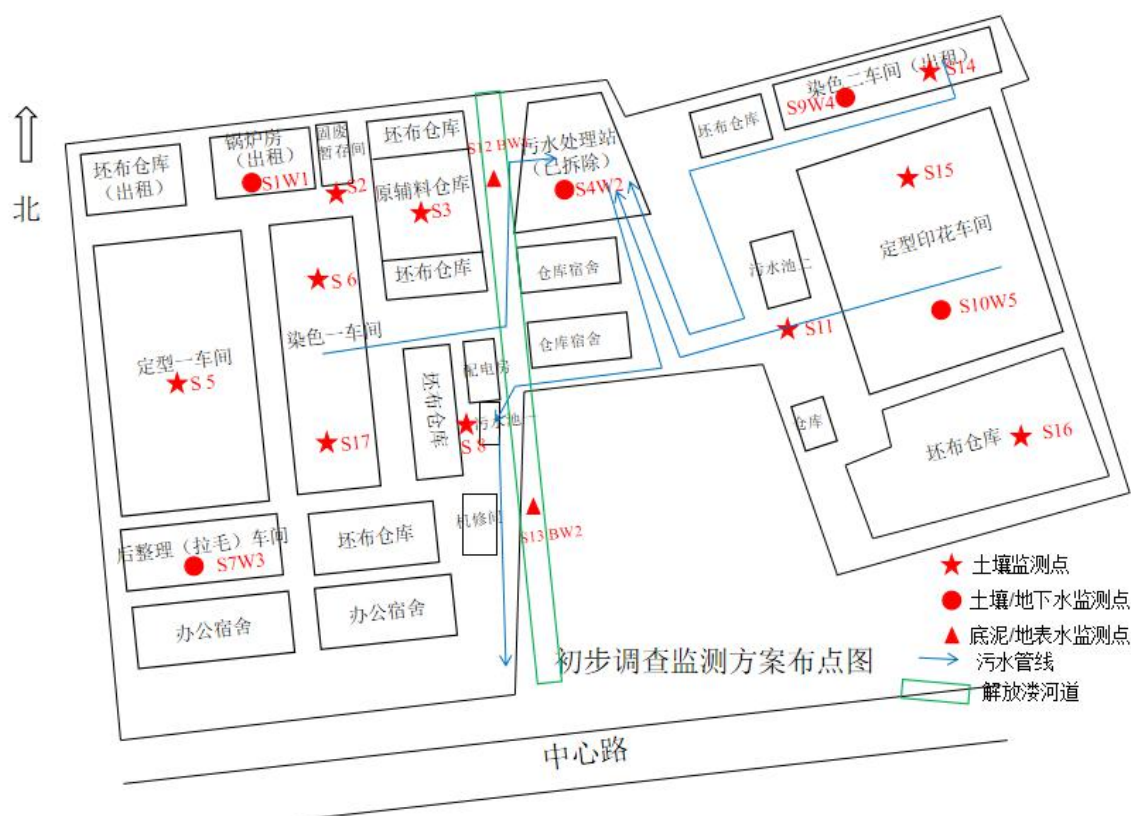 北
坯布仓库
（出租）
锅炉房
（出租）
S1W1
固废
暂存间
S2
坯布仓库
原辅料仓库
S3
坯布仓库
S12 BW
污水处理站
（已拆除）
S4W2
仓库宿舍
仓库宿舍
坯布仓库
染色二车间（出租）
S14
S9W4
S15
定型印花车间
污水池二
S10W5
S11
仓库
坯布仓库
S16
定型一车间
S 5
S 6
染色一车间
S17
坯布仓库
配电房
污水池一
S 8
机修间
S13 BW2
后整理（拉毛）车间
S7W3
坯布仓库
办公宿舍
办公宿舍
土壤监测点
土壤/地下水监测点
底泥/地表水监测点
污水管线
解放溇河道
初步调查监测方案布点图
中心路